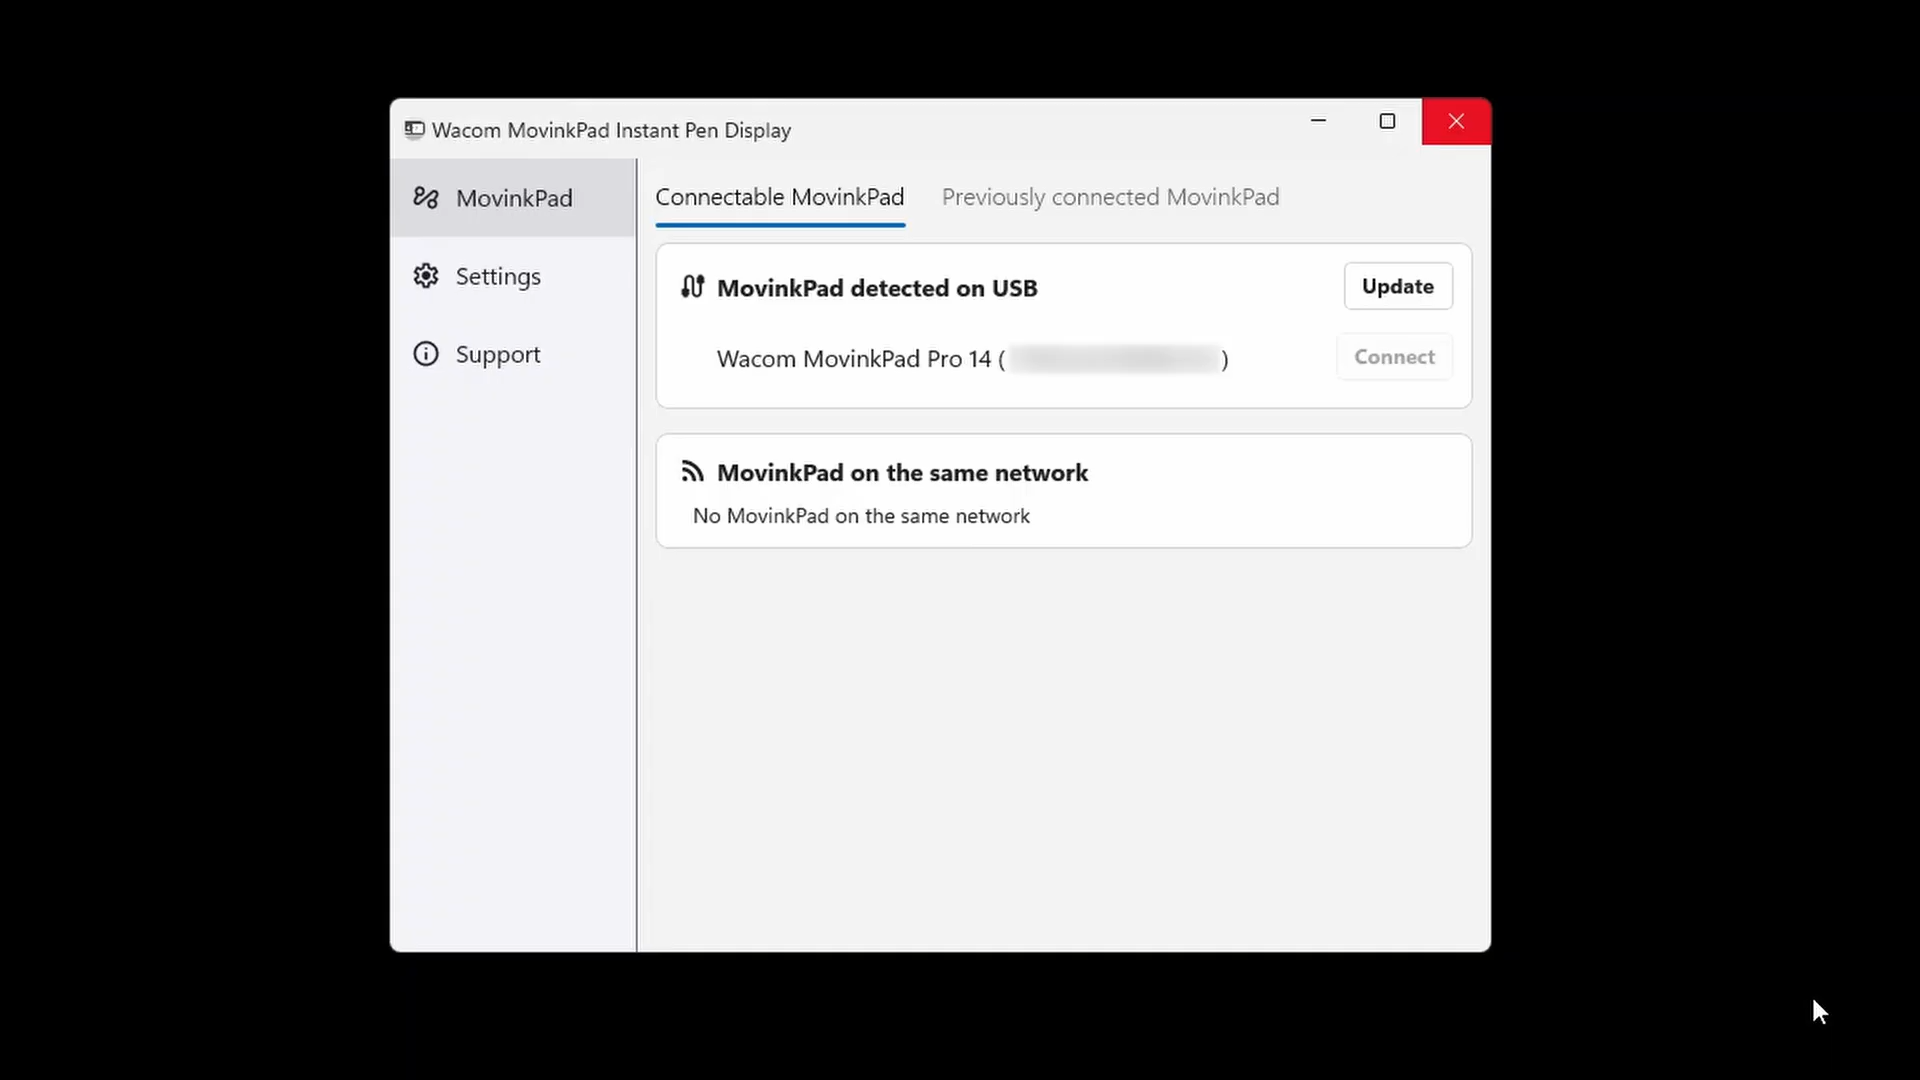 Wacom MovinkPad Instant Pen Display
MovinkPad
Settings
Support
Connectable MovinkPad
Previously connected MovinkPad
MovinkPad detected on USB
Update
Wacom MovinkPad Pro 14 ( )
Connect
MovinkPad on the same network
No MovinkPad on the same network